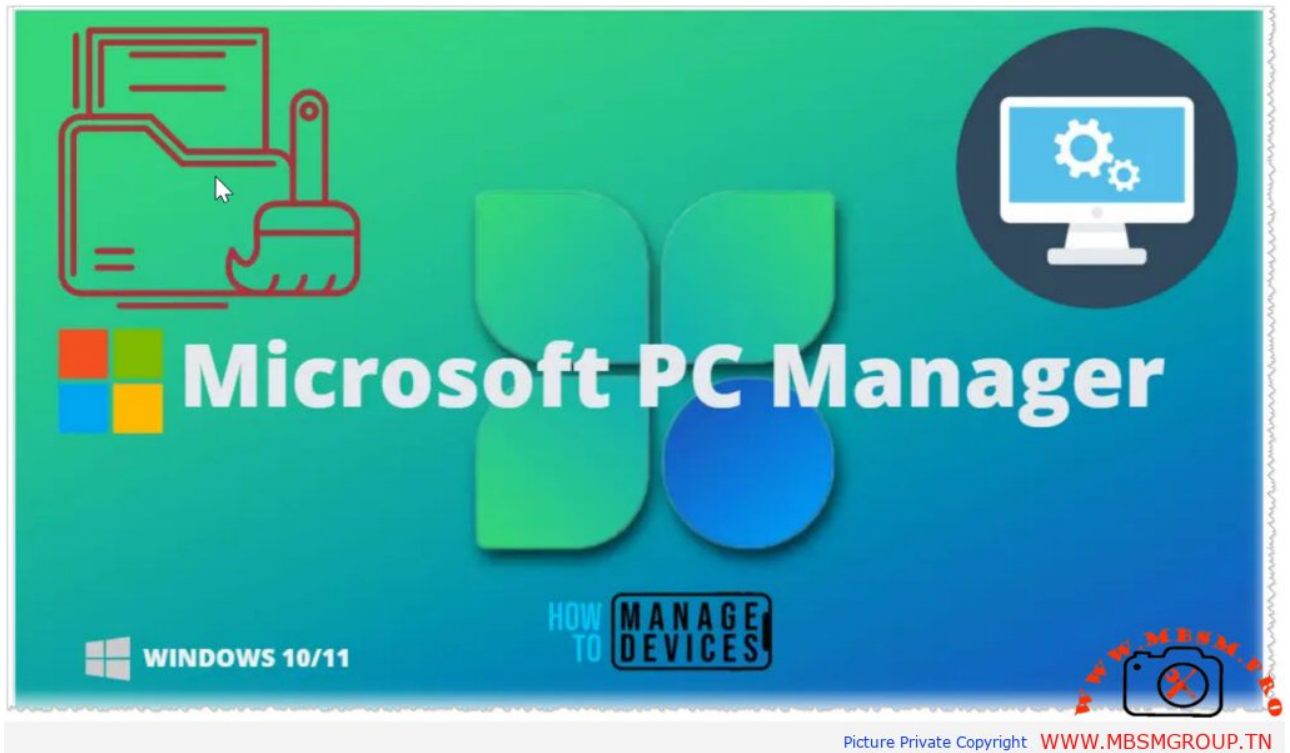 Microsoft PC Manager
HOW TO
MANAGE DEVICES
WINDOWS 10/11
WWW.MBSM.PRO
Picture Private Copyright WWW.MBSMGROUP.TN